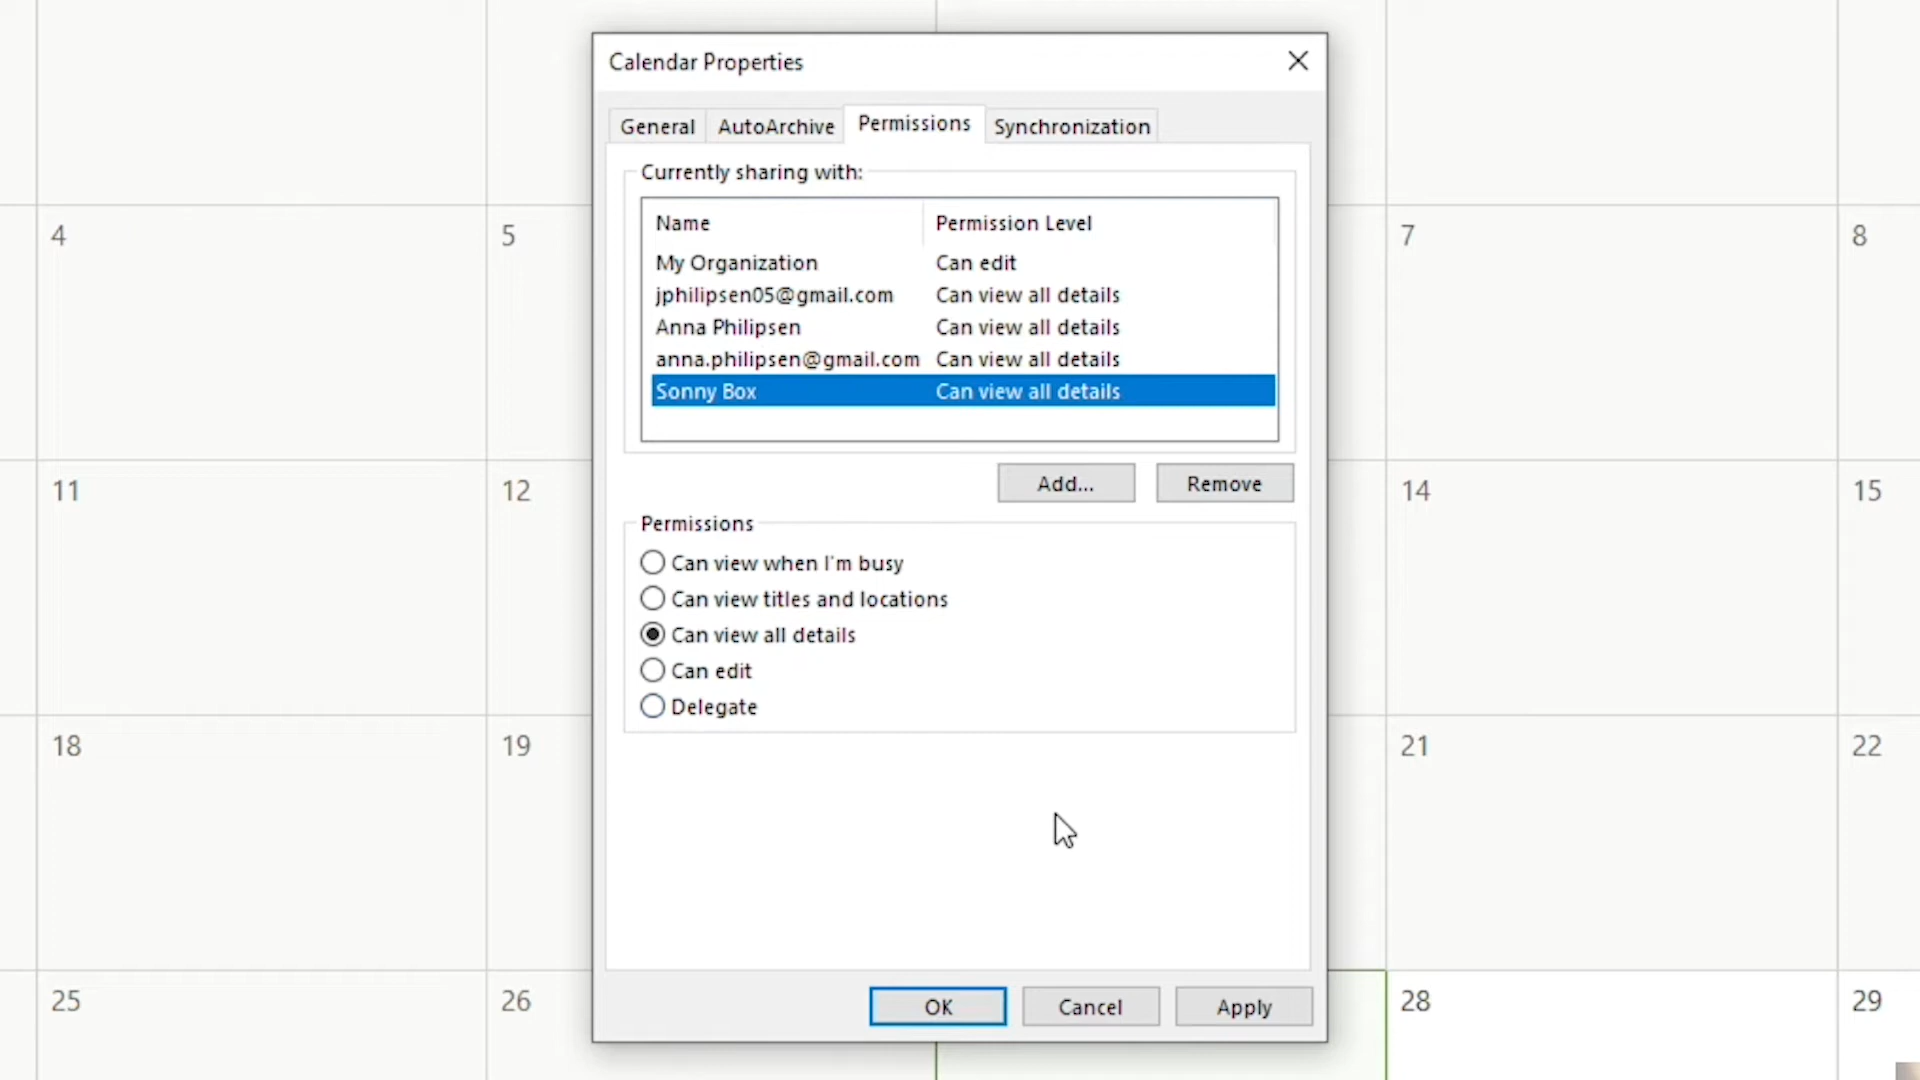 Calendar Properties
General AutoArchive Permissions Synchronization
Currently sharing with:
Name Permission Level
My Organization Can edit
jphilipsen05@gmail.com Can view all details
Anna Philipsen Can view all details
anna.philipsen@gmail.com Can view all details
Sonny Box Can view all details
Add... Remove
Permissions
Can view when I'm busy
Can view titles and locations
Can view all details
Can edit
Delegate
OK Cancel Apply
4 5 7 8
11 12 14 15
18 19 21 22
25 26 28 29